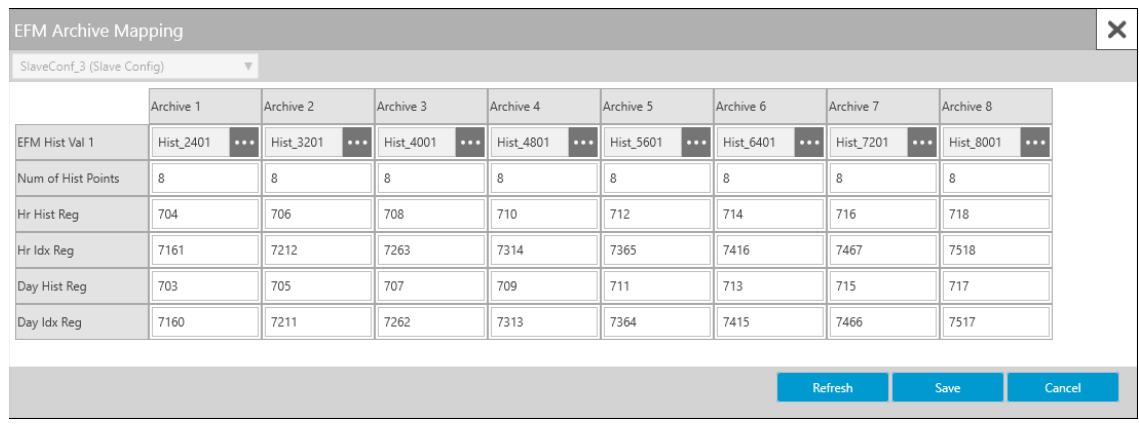 EFM Archive Mapping
SlaveConf_3 (Slave Config)
Archive 1 Archive 2 Archive 3 Archive 4 Archive 5 Archive 6 Archive 7 Archive 8
EFM Hist Val 1 Hist_2401 ... Hist_3201 ... Hist_4001 ... Hist_4801 ... Hist_5601 ... Hist_6401 ... Hist_7201 ... Hist_8001 ...
Num of Hist Points 8 8 8 8 8 8 8 8
Hr Hist Reg 704 706 708 710 712 714 716 718
Hr Idx Reg 7161 7212 7263 7314 7365 7416 7467 7518
Day Hist Reg 703 705 707 709 711 713 715 717
Day Idx Reg 7160 7211 7262 7313 7364 7415 7466 7517
Refresh Save Cancel